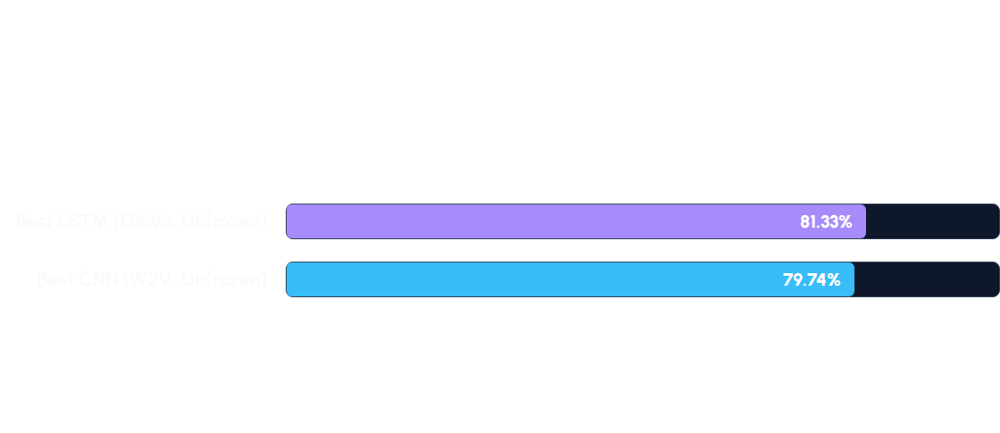 Best LSTM (GloVe, Unfrozen)
81.33%
Best CNN (W2V, Unfrozen)
79.74%